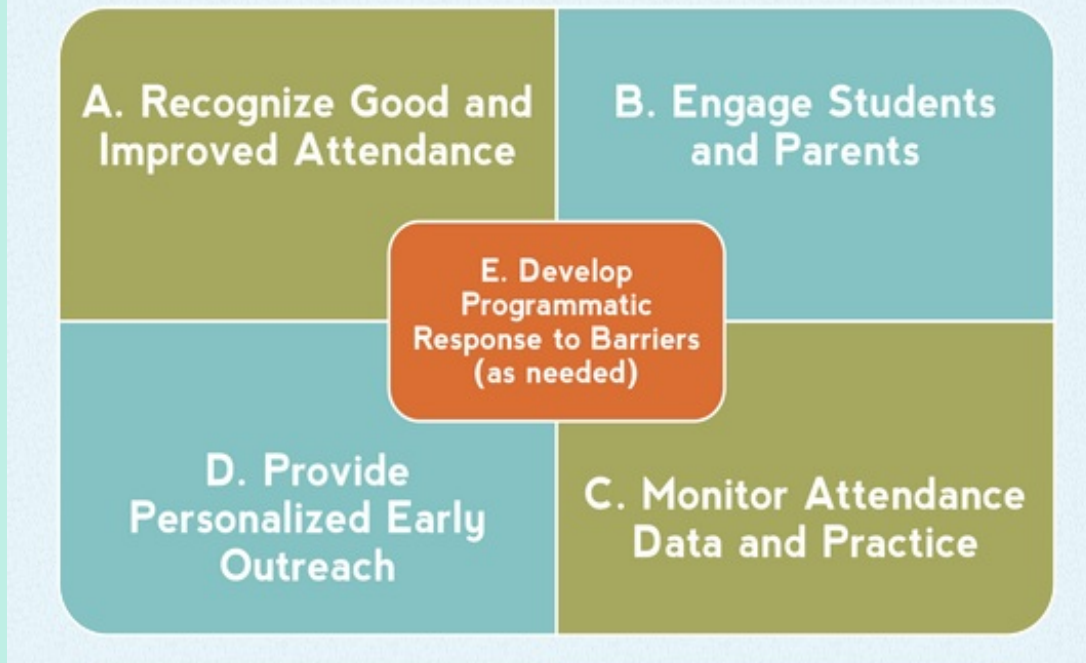 A. Recognize Good and
Improved Attendance
B. Engage Students
and Parents
E. Develop
Programmatic
Response to Barriers
(as needed)
D. Provide
Personalized Early
Outreach
C. Monitor Attendance
Data and Practice